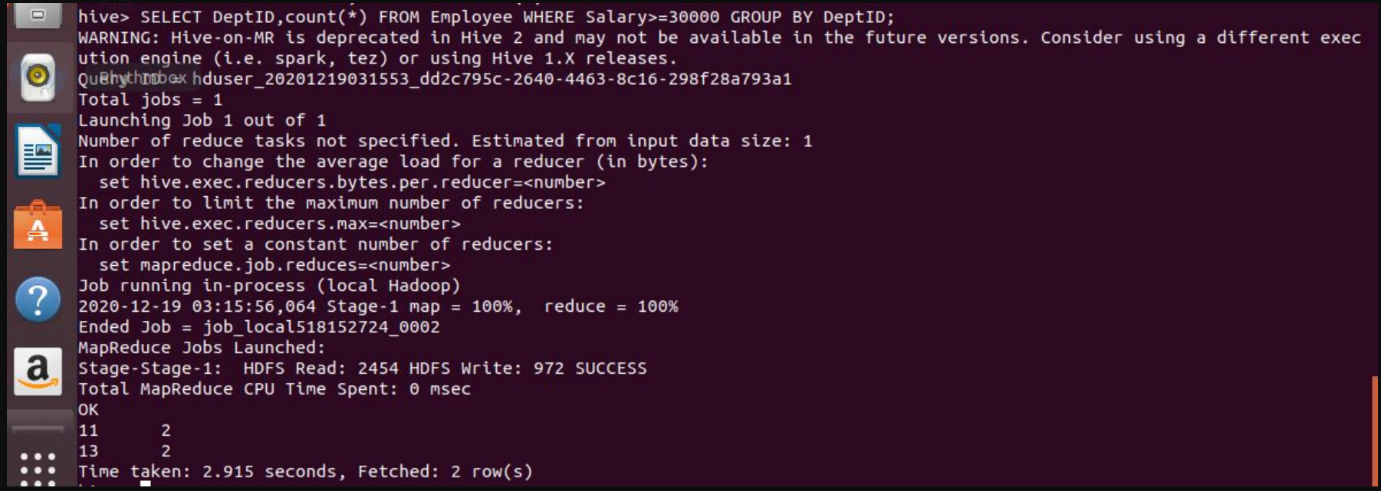 hive> SELECT DeptID,count(*) FROM Employee WHERE Salary>=30000 GROUP BY DeptID;
WARNING: Hive-on-MR is deprecated in Hive 2 and may not be available in the future versions. Consider using a different exec
ution engine (i.e. spark, tez) or using Hive 1.X releases.
Query ID = hduser_20201219031553_dd2c795c-2640-4463-8c16-298f28a793a1
Rhythmbox
Total jobs = 1
Launching Job 1 out of 1
Number of reduce tasks not specified. Estimated from input data size: 1
In order to change the average load for a reducer (in bytes):
  set hive.exec.reducers.bytes.per.reducer=<number>
In order to limit the maximum number of reducers:
  set hive.exec.reducers.max=<number>
In order to set a constant number of reducers:
  set mapreduce.job.reduces=<number>
Job running in-process (local Hadoop)
2020-12-19 03:15:56,064 Stage-1 map = 100%,  reduce = 100%
Ended Job = job_local518152724_0002
MapReduce Jobs Launched:
Stage-Stage-1:  HDFS Read: 2454 HDFS Write: 972 SUCCESS
Total MapReduce CPU Time Spent: 0 msec
OK
11      2
13      2
Time taken: 2.915 seconds, Fetched: 2 row(s)